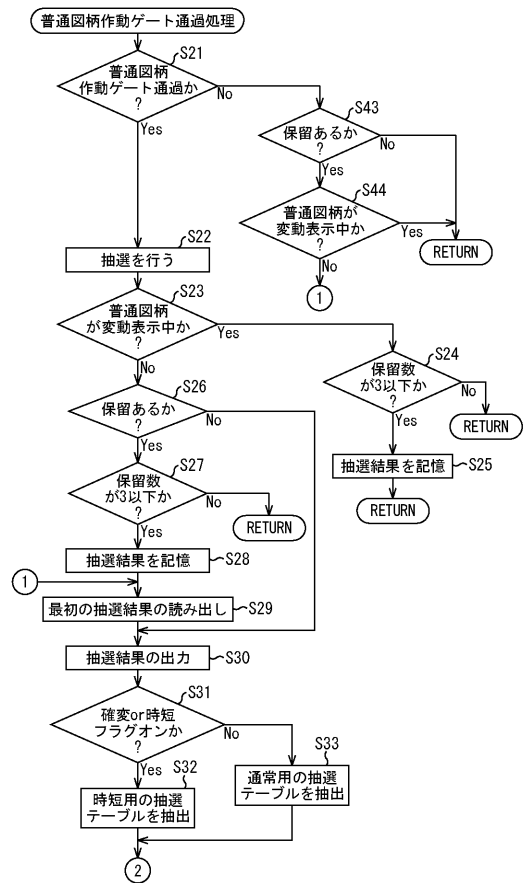 普通図柄作動ゲート通過処理
S21
普通図柄
作動ゲート通過か
?
No
Yes
S43
保留あるか
?
No
Yes
S44
普通図柄が
変動表示中か
?
Yes
No
RETURN
1
S22
抽選を行う
S23
普通図柄
が変動表示中か
?
Yes
No
S24
保留数
が3以下か
?
No
Yes
RETURN
抽選結果を記憶
S25
RETURN
S26
保留あるか
?
No
Yes
S27
保留数
が3以下か
?
No
Yes
RETURN
抽選結果を記憶
S28
1
最初の抽選結果の読み出し
S29
抽選結果の出力
S30
S31
確変or時短
フラグオンか
?
No
Yes
S32
時短用の抽選
テーブルを抽出
S33
通常用の抽選
テーブルを抽出
2